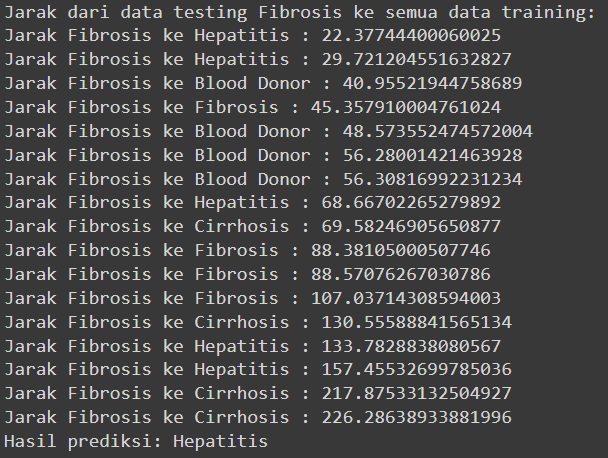 Jarak dari data testing Fibrosis ke semua data training:
Jarak Fibrosis ke Hepatitis : 22.37744400060025
Jarak Fibrosis ke Hepatitis : 29.721204551632827
Jarak Fibrosis ke Blood Donor : 40.95521944758689
Jarak Fibrosis ke Fibrosis : 45.357910004761024
Jarak Fibrosis ke Blood Donor : 48.573552474572004
Jarak Fibrosis ke Blood Donor : 56.28001421463928
Jarak Fibrosis ke Blood Donor : 56.30816992231234
Jarak Fibrosis ke Hepatitis : 68.66702265279892
Jarak Fibrosis ke Cirrhosis : 69.58246905650877
Jarak Fibrosis ke Fibrosis : 88.38105000507746
Jarak Fibrosis ke Fibrosis : 88.57076267030786
Jarak Fibrosis ke Fibrosis : 107.03714308594003
Jarak Fibrosis ke Cirrhosis : 130.55588841565134
Jarak Fibrosis ke Hepatitis : 133.7828838080567
Jarak Fibrosis ke Hepatitis : 157.45532699785036
Jarak Fibrosis ke Cirrhosis : 217.87533132504927
Jarak Fibrosis ke Cirrhosis : 226.28638933881996
Hasil prediksi: Hepatitis